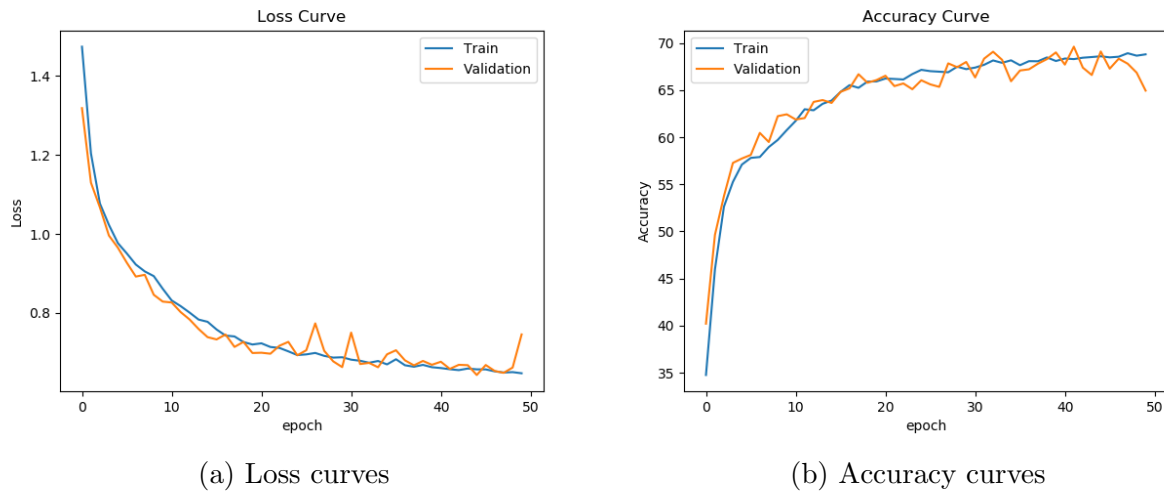 Loss Curve
Train
Validation
1.4
1.2
1.0
0.8
Loss
0 10 20 30 40 50
epoch
(a) Loss curves
Accuracy Curve
Train
Validation
70
65
60
55
50
45
40
35
Accuracy
0 10 20 30 40 50
epoch
(b) Accuracy curves